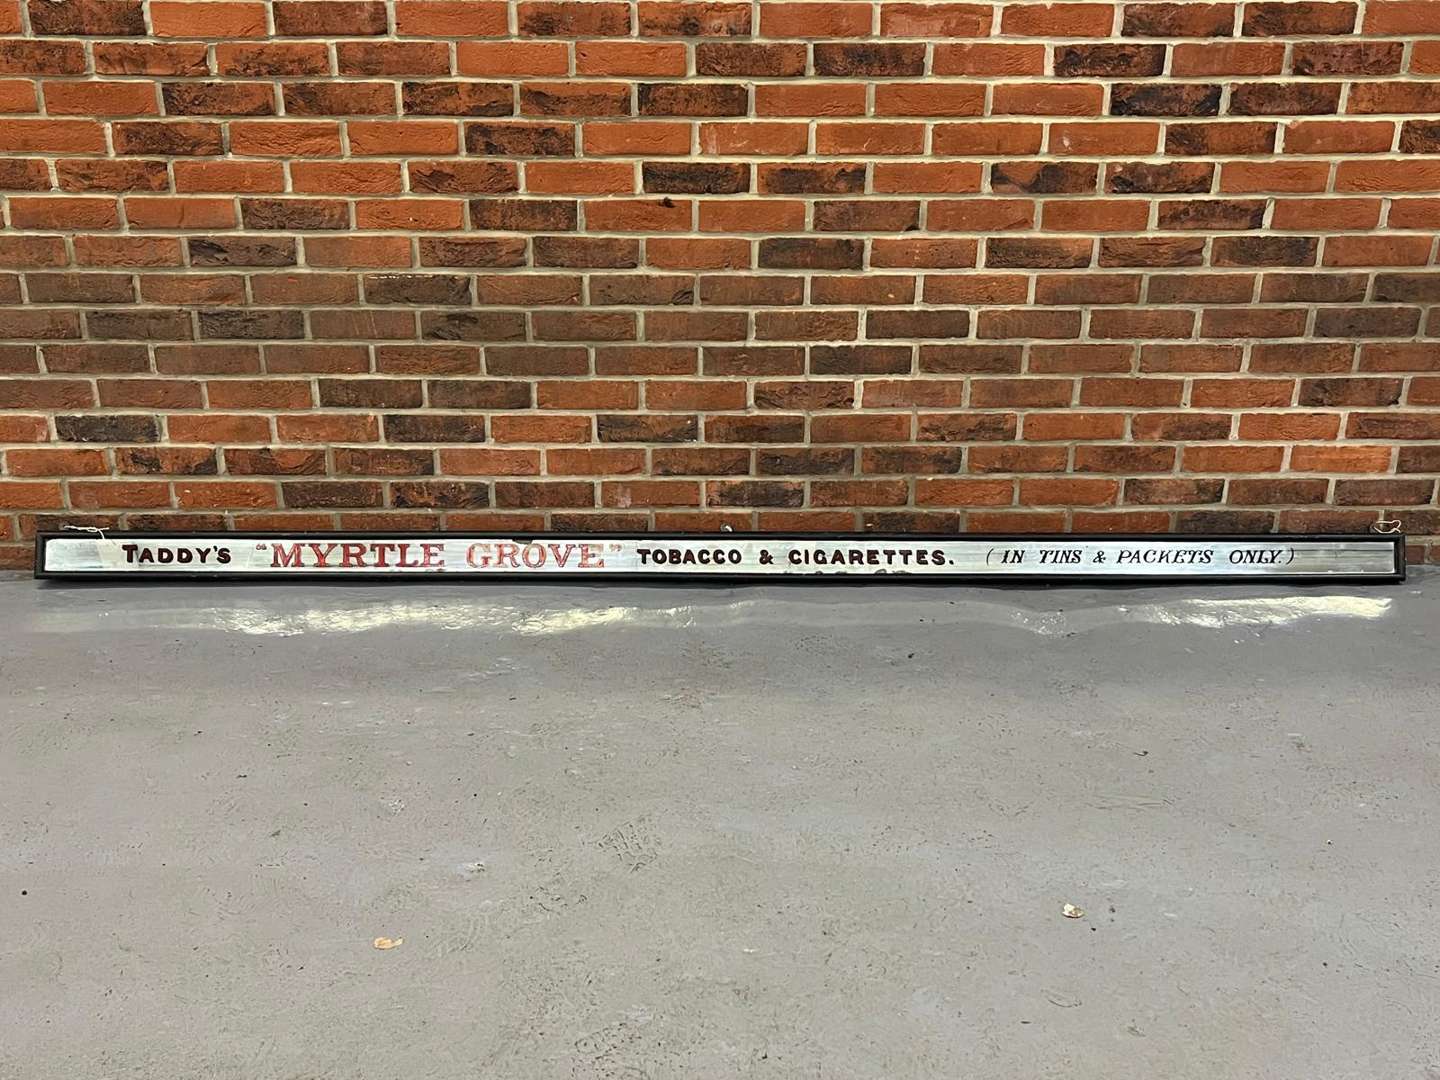 TADDY'S "MYRTLE GROVE" TOBACCO & CIGARETTES. (IN TINS & PACKETS ONLY.)